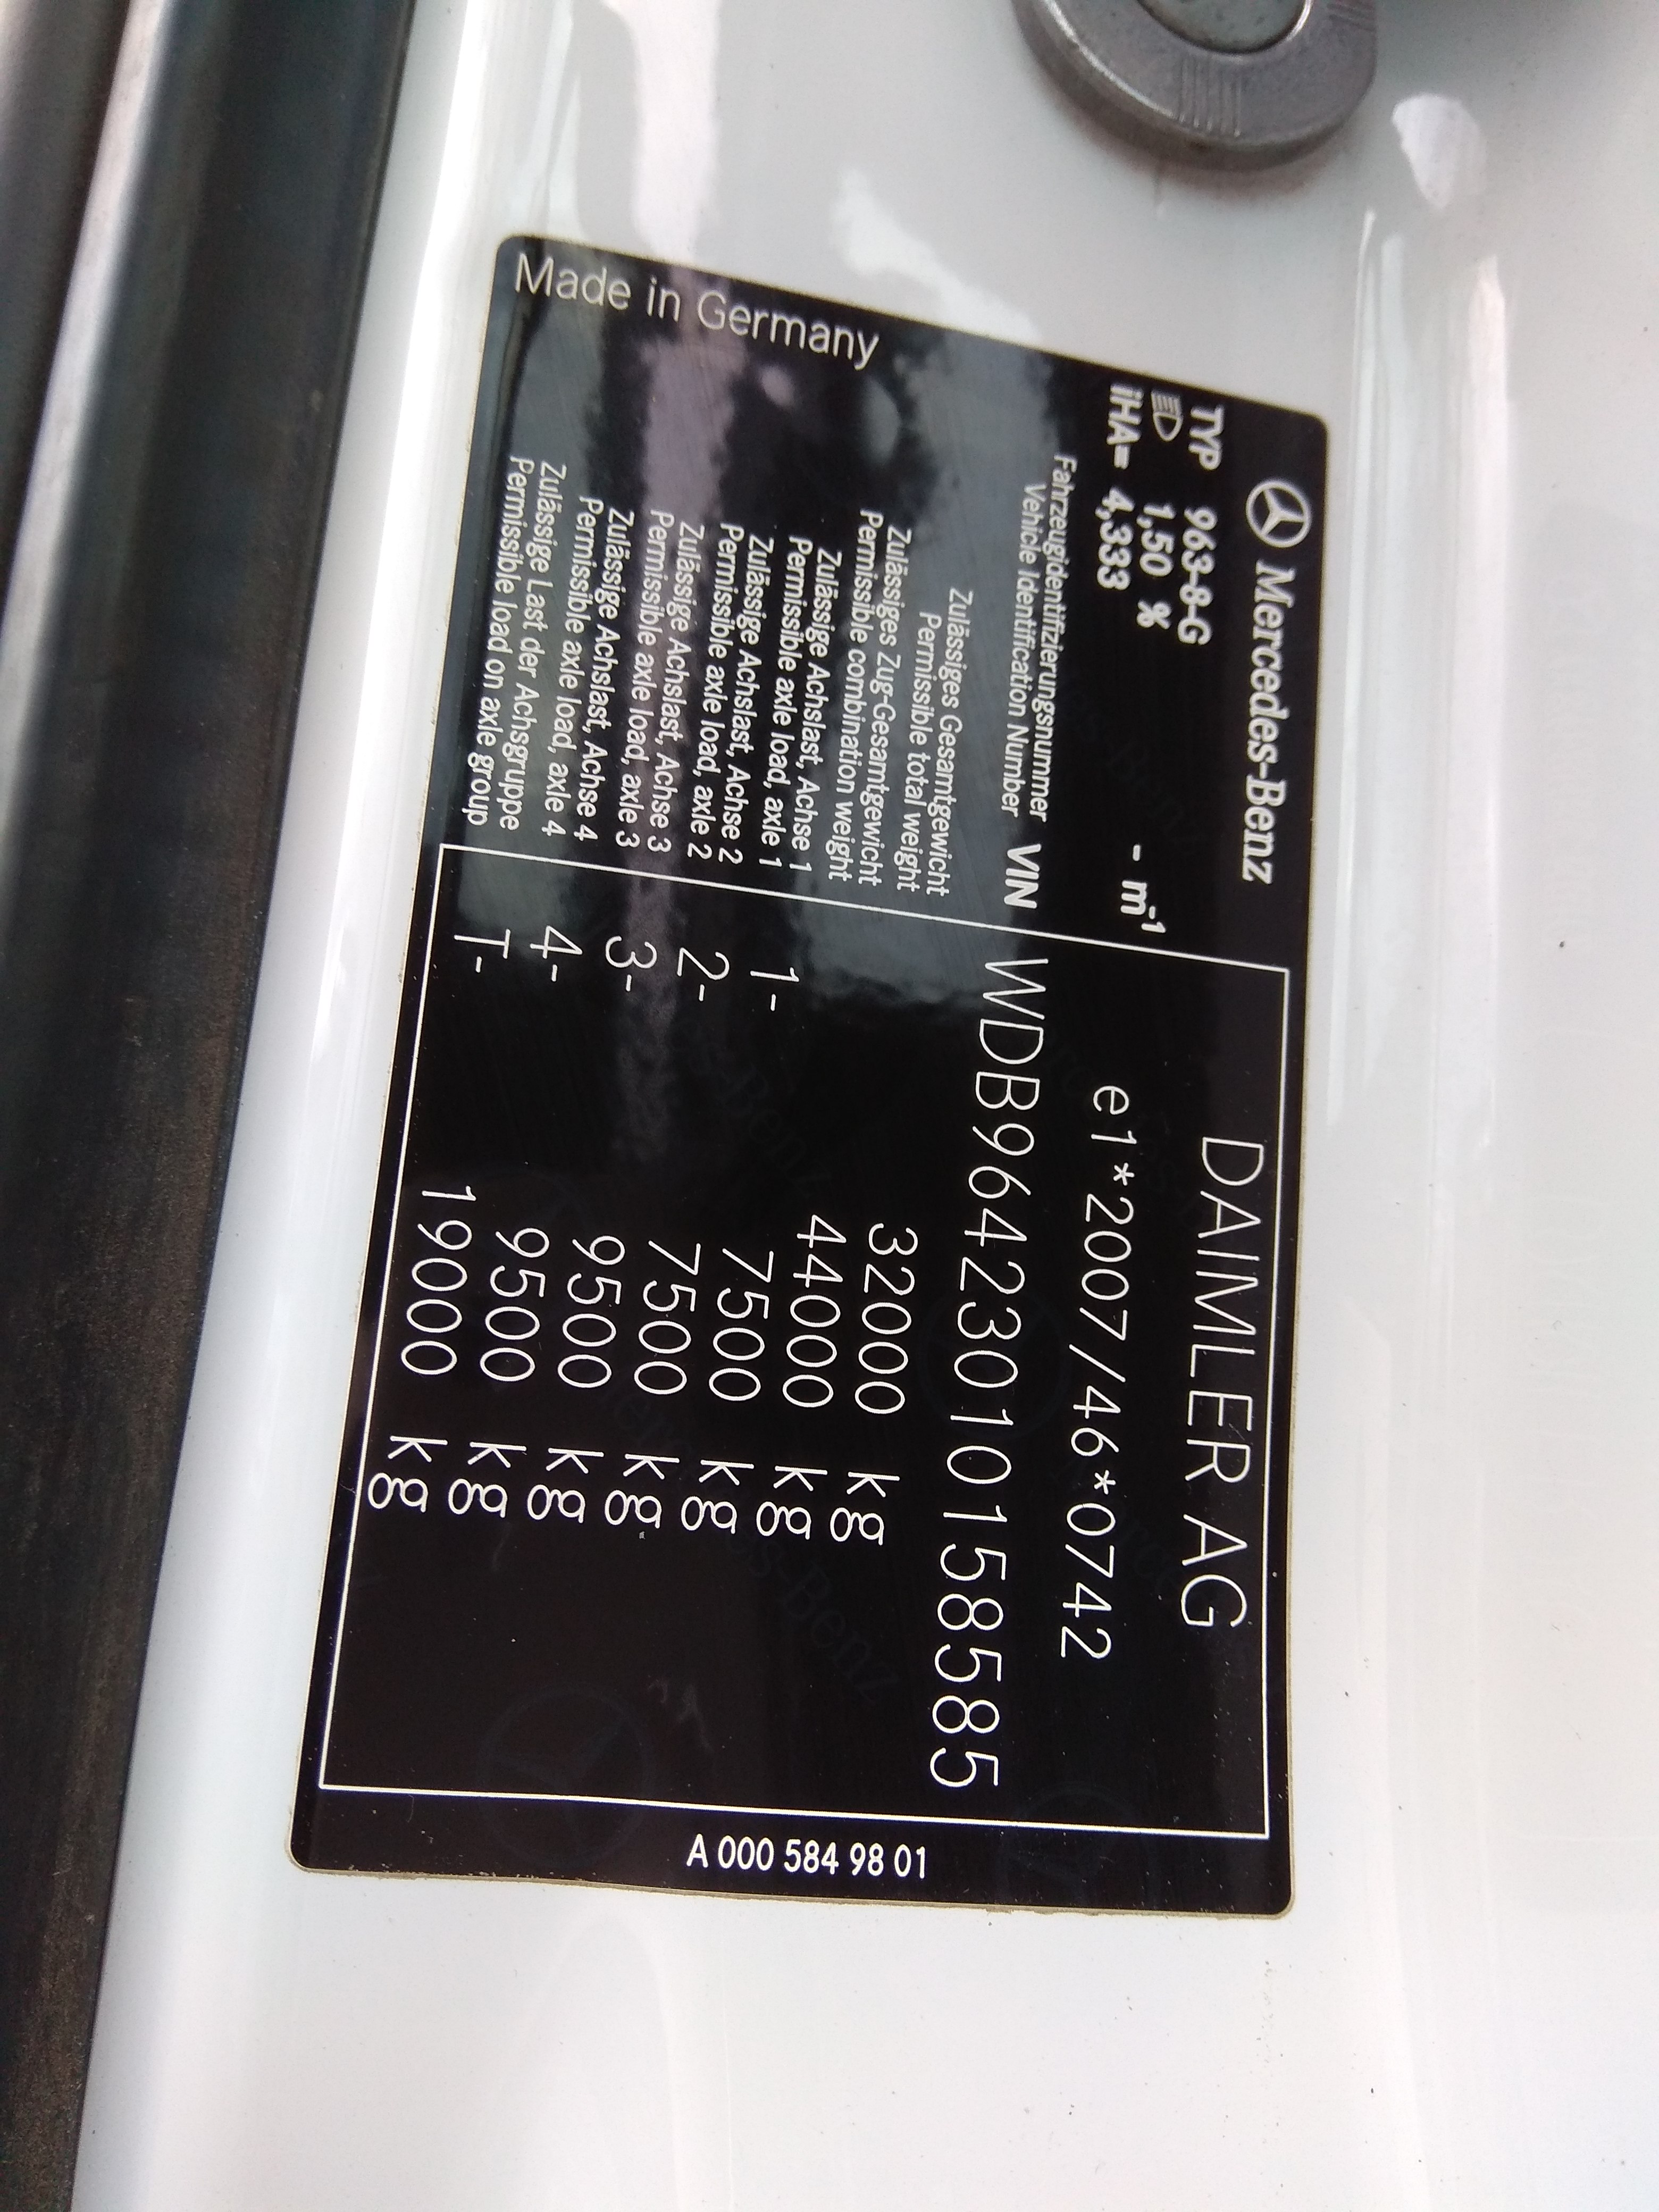 Mercedes-Benz
DAIMLER AG
TYP 963-8-G
1,50 % - m-1
e1*2007/46*0742
iHA= 4,333
Fahrzeugidentifizierungsnummer
Vehicle Identification Number VIN
WDB9642301015 8585
Zulässiges Gesamtgewicht
Permissible total weight
32000 kg
Zulässiges Zug-Gesamtgewicht
Permissible combination weight
44000 kg
Zulässige Achslast, Achse 1
Permissible axle load, axle 1
1- 7500 kg
Zulässige Achslast, Achse 2
Permissible axle load, axle 2
2- 7500 kg
Zulässige Achslast, Achse 3
Permissible axle load, axle 3
3- 9500 kg
Zulässige Achslast, Achse 4
Permissible axle load, axle 4
4- 9500 kg
Zulässige Last der Achsgruppe
Permissible load on axle group
T- 19000 kg
Made in Germany
A 000 584 98 01